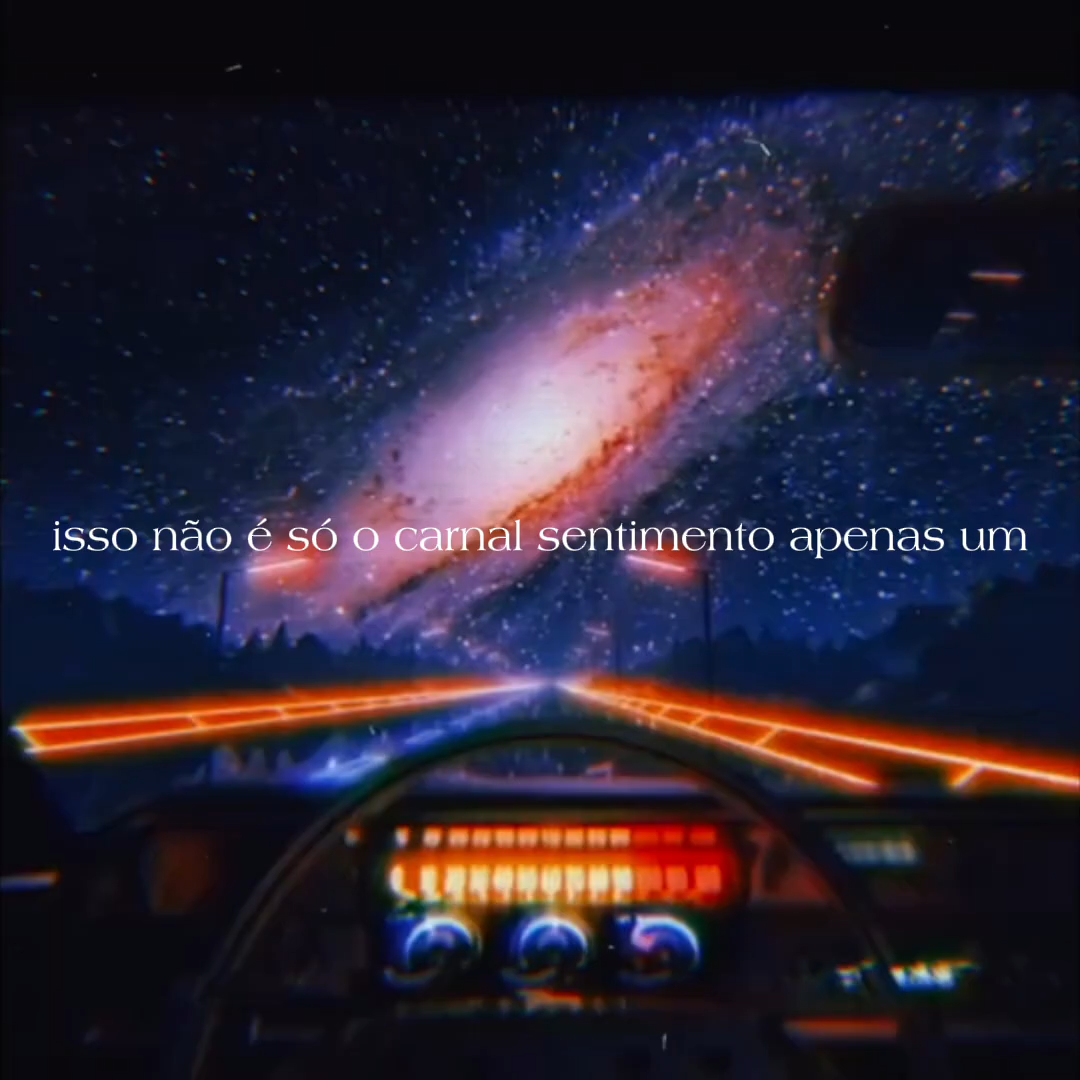 isso não é só o carnal sentimento apenas um